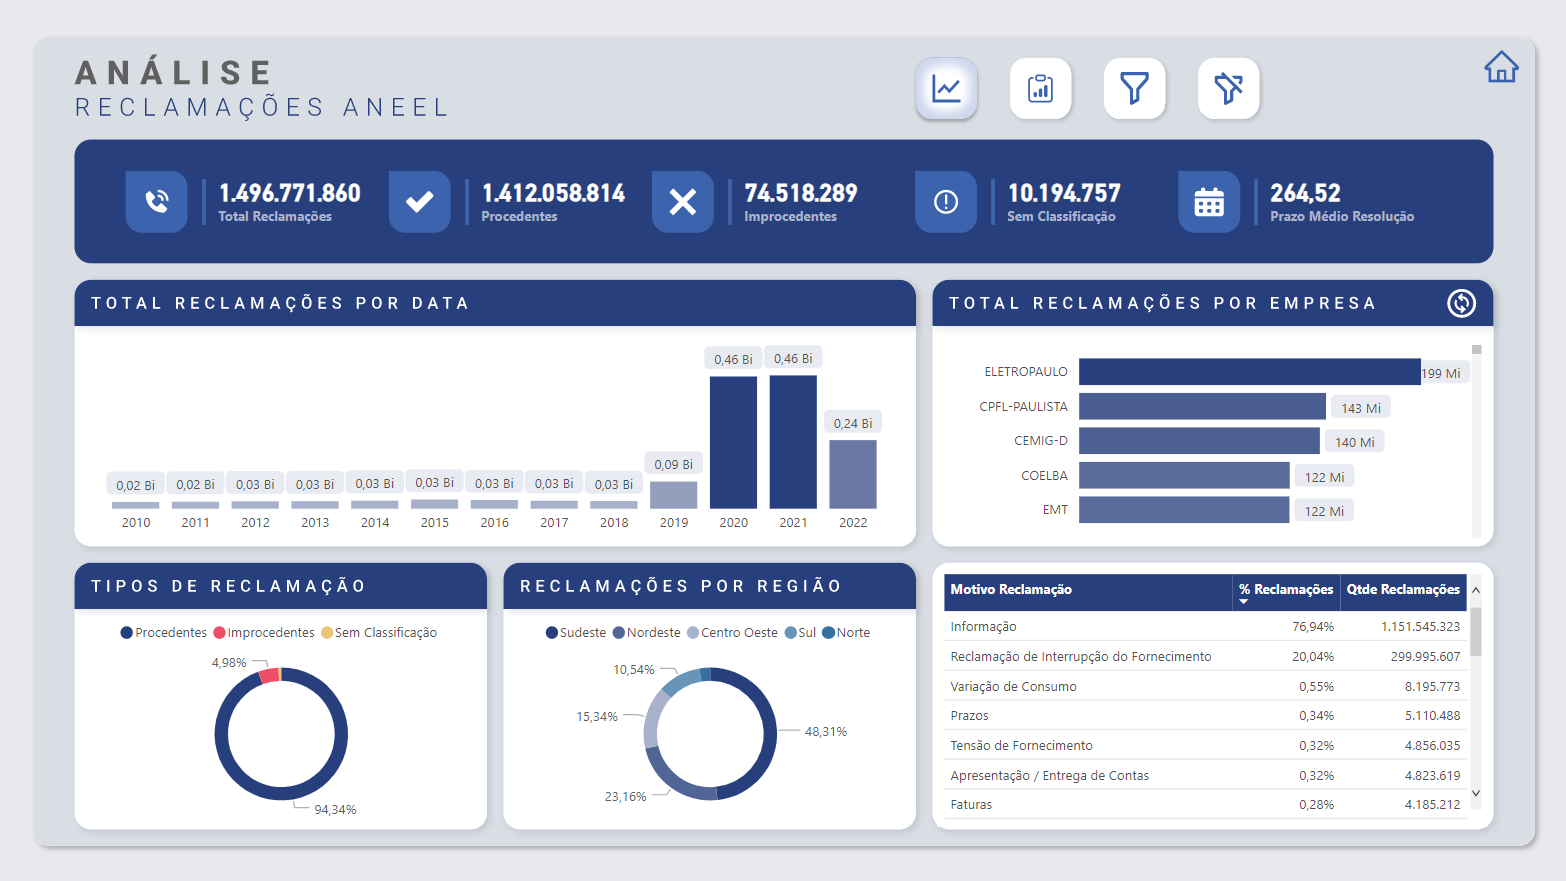 ANÁLISE
RECLAMAÇÕES ANEEL
1.496.771.860
Total Reclamações
1.412.058.814
Procedentes
74.518.289
Improcedentes
10.194.757
Sem Classificação
264,52
Prazo Médio Resolução
TOTAL RECLAMAÇÕES POR DATA
0,02 Bi 0,02 Bi 0,03 Bi 0,03 Bi 0,03 Bi 0,03 Bi 0,03 Bi 0,03 Bi 0,03 Bi 0,09 Bi 0,46 Bi 0,46 Bi 0,24 Bi
2010 2011 2012 2013 2014 2015 2016 2017 2018 2019 2020 2021 2022
TOTAL RECLAMAÇÕES POR EMPRESA
ELETROPAULO 199 Mi
CPFL-PAULISTA 143 Mi
CEMIG-D 140 Mi
COELBA 122 Mi
EMT 122 Mi
TIPOS DE RECLAMAÇÃO
Procedentes Improcedentes Sem Classificação
4,98%
94,34%
RECLAMAÇÕES POR REGIÃO
Sudeste Nordeste Centro Oeste Sul Norte
10,54%
15,34%
48,31%
23,16%
Motivo Reclamação % Reclamações Qtde Reclamações
Informação 76,94% 1.151.545.323
Reclamação de Interrupção do Fornecimento 20,04% 299.995.607
Variação de Consumo 0,55% 8.195.773
Prazos 0,34% 5.110.488
Tensão de Fornecimento 0,32% 4.856.035
Apresentação / Entrega de Contas 0,32% 4.823.619
Faturas 0,28% 4.185.212